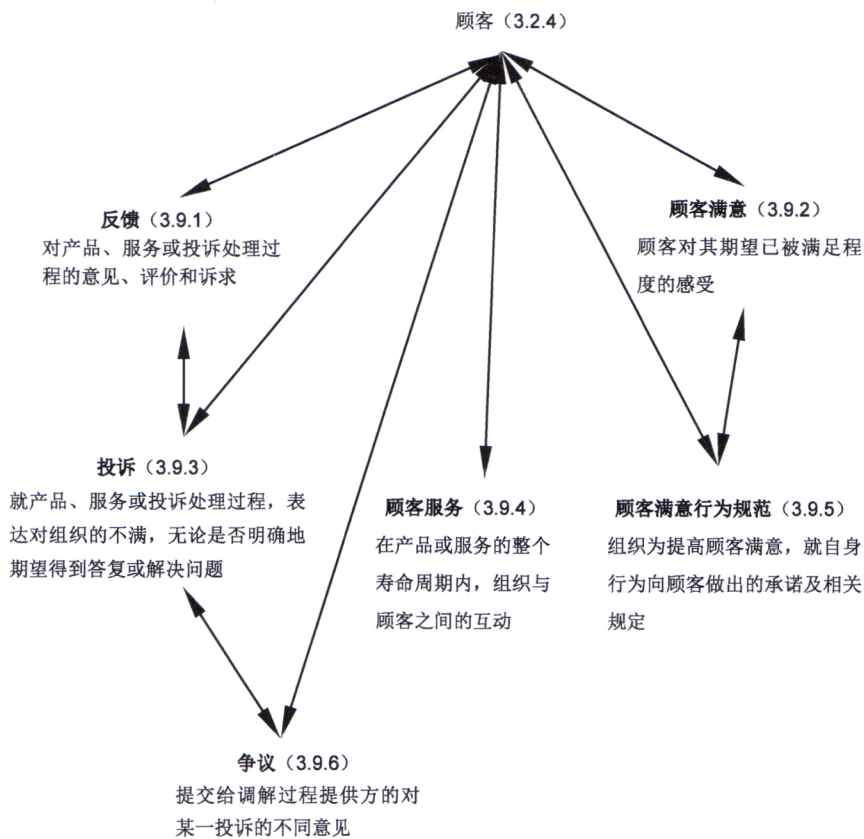 顾客（3.2.4）
反馈（3.9.1）
对产品、服务或投诉处理过
程的意见、评价和诉求
顾客满意（3.9.2）
顾客对其期望已被满足程
度的感受
投诉（3.9.3）
就产品、服务或投诉处理过程，表
达对组织的不满，无论是否明确地
期望得到答复或解决问题
顾客服务（3.9.4）
在产品或服务的整个
寿命周期内，组织与
顾客之间的互动
顾客满意行为规范（3.9.5）
组织为提高顾客满意，就自身
行为向顾客做出的承诺及相关
规定
争议（3.9.6）
提交给调解过程提供方的对
某一投诉的不同意见